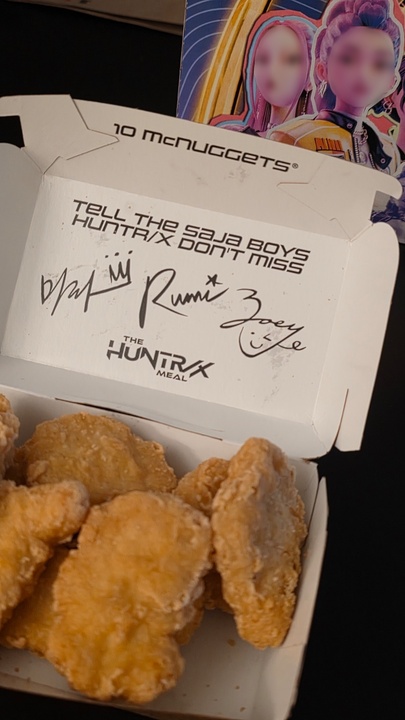 10 McNUGGETS®
TELL THE SAJA BOYS
HUNTR/X DON'T MISS
Rumi Zoey
THE
HUNTR/X
MEAL